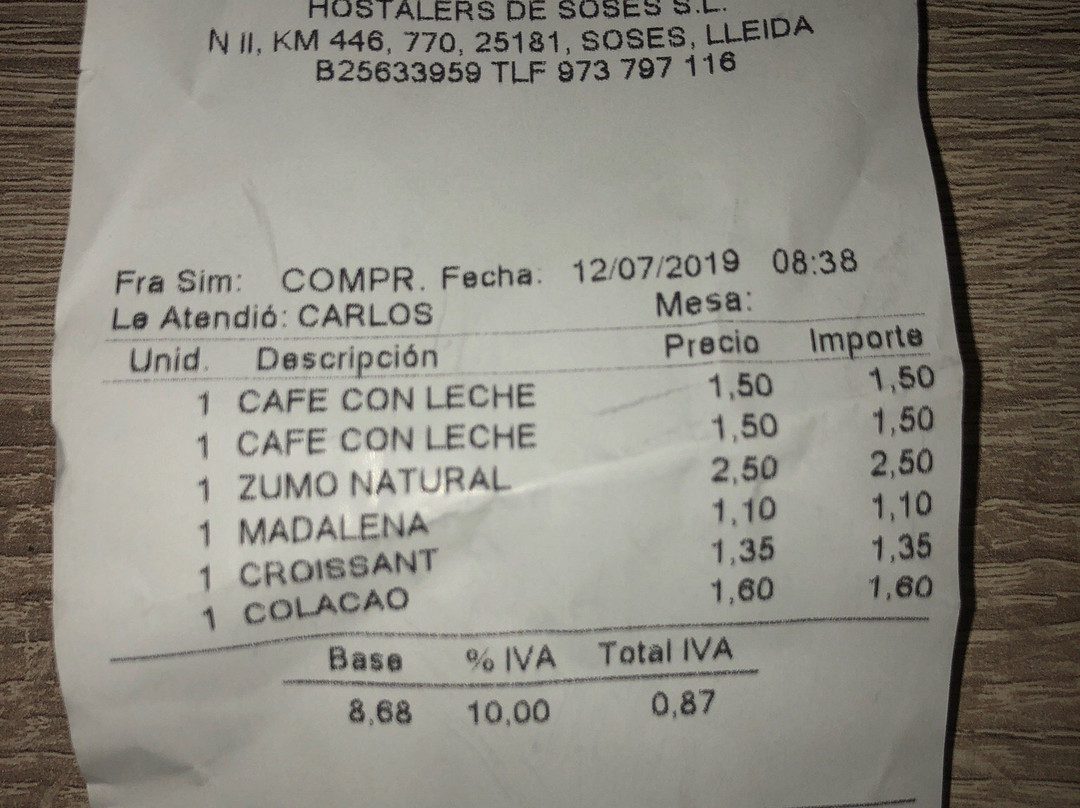 HOSTALERS DE SOSES S.L.
N II, KM 446, 770, 25181, SOSES, LLEIDA
B25633959 TLF 973 797 116
Fra Sim: COMPR. Fecha: 12/07/2019 08:38
Le Atendió: CARLOS Mesa:
Unid. Descripción Precio Importe
1 CAFE CON LECHE 1,50 1,50
1 CAFE CON LECHE 1,50 1,50
1 ZUMO NATURAL 2,50 2,50
1 MADALENA 1,10 1,10
1 CROISSANT 1,35 1,35
1 COLACAO 1,60 1,60
Base % IVA Total IVA
8,68 10,00 0,87